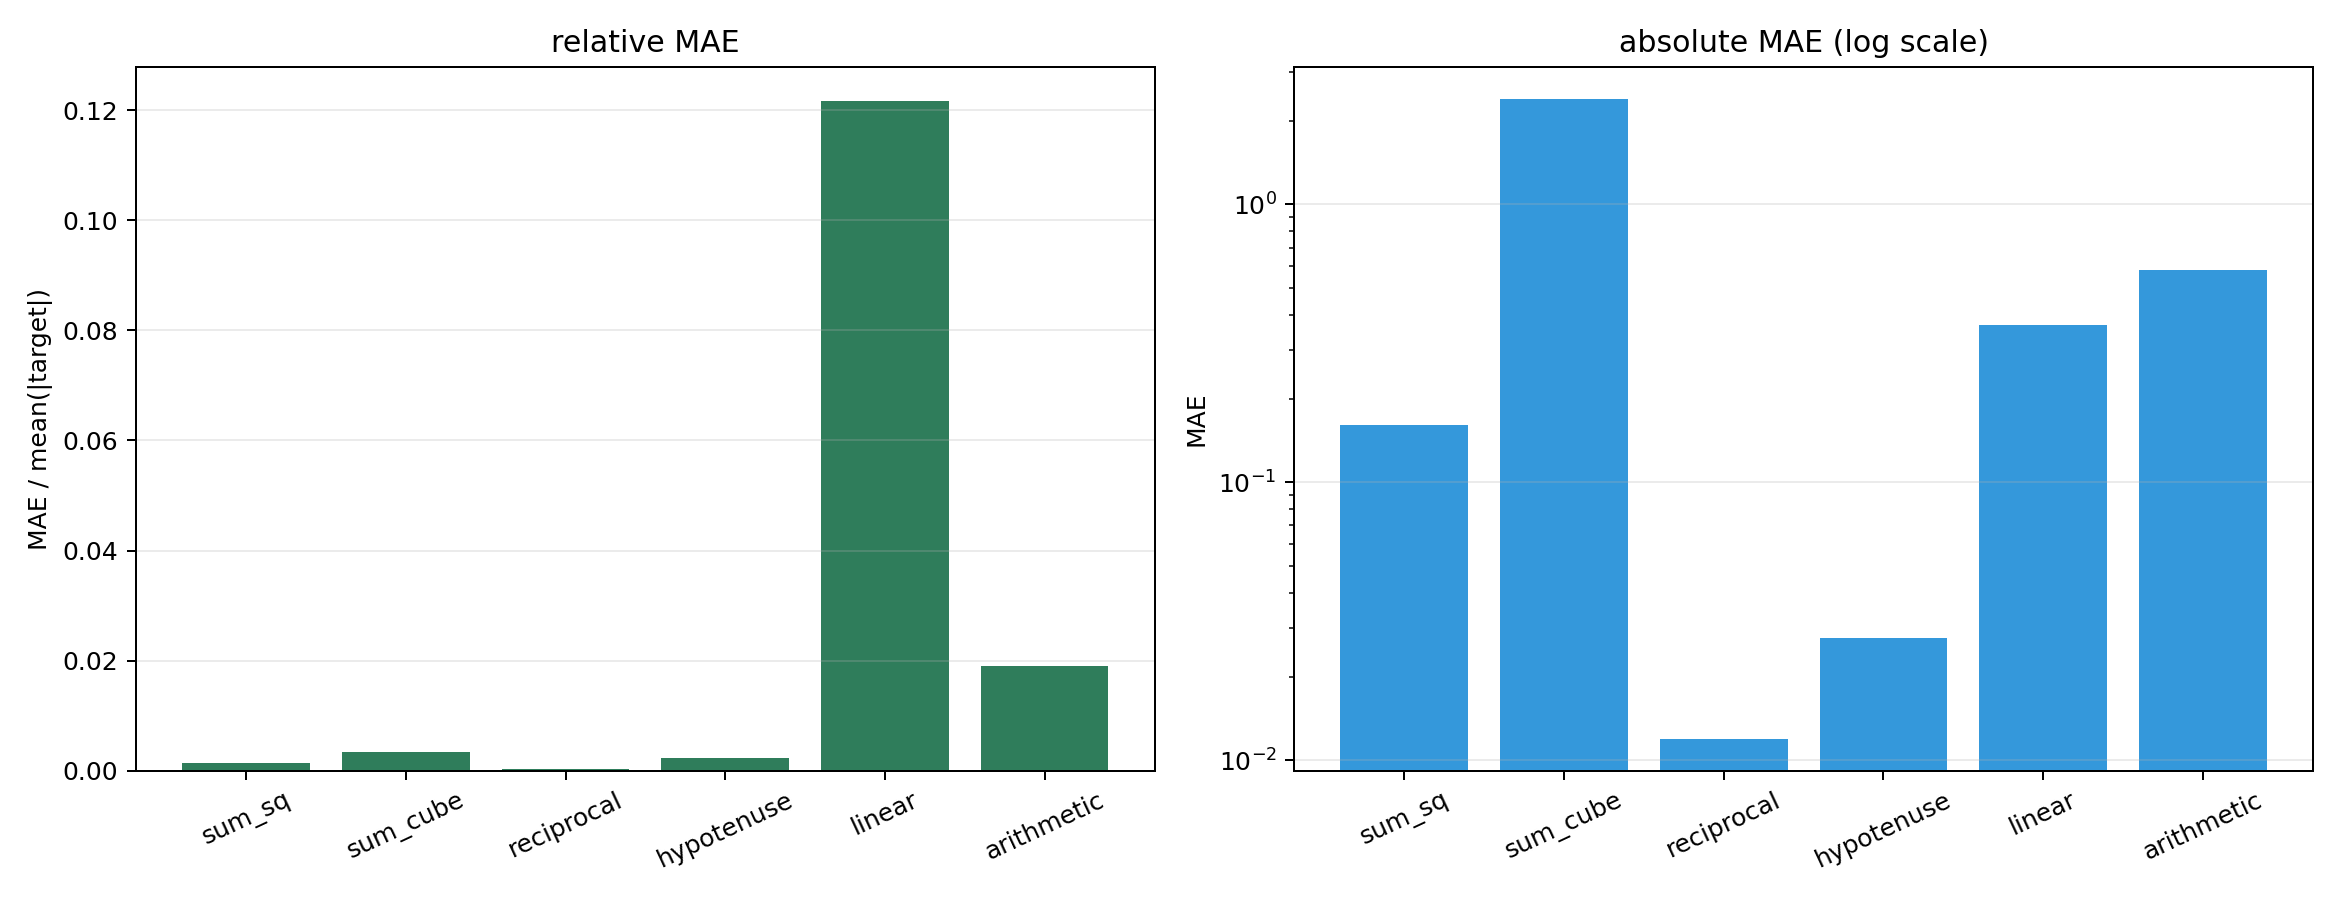 relative MAE
MAE / mean(|target|)
0.12
0.10
0.08
0.06
0.04
0.02
0.00
sum_sq
sum_cube
reciprocal
hypotenuse
linear
arithmetic
absolute MAE (log scale)
MAE
10⁰
10⁻¹
10⁻²
sum_sq
sum_cube
reciprocal
hypotenuse
linear
arithmetic